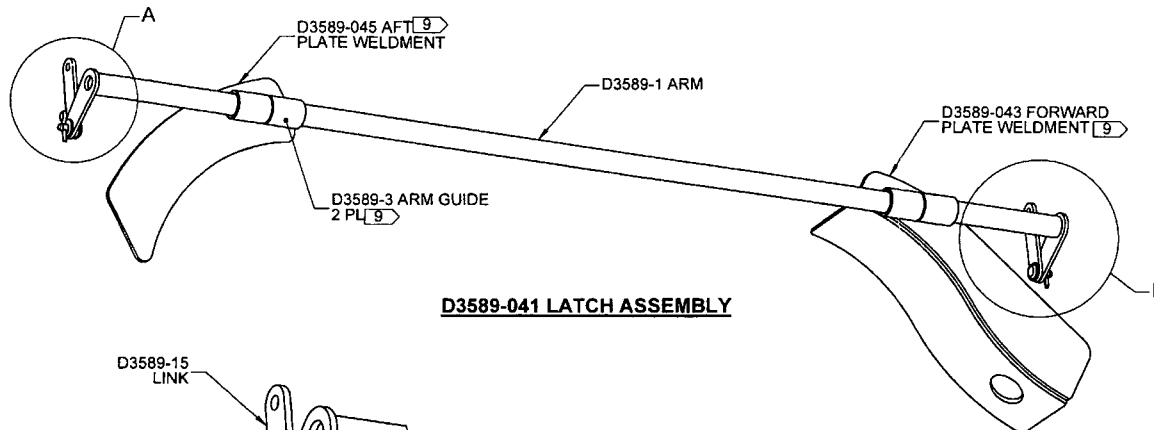 A
D3589-045 AFT 9
PLATE WELDMENT
D3589-1 ARM
D3589-043 FORWARD
PLATE WELDMENT 9
D3589-3 ARM GUIDE
2 PL 9
D3589-041 LATCH ASSEMBLY
D3589-15
LINK